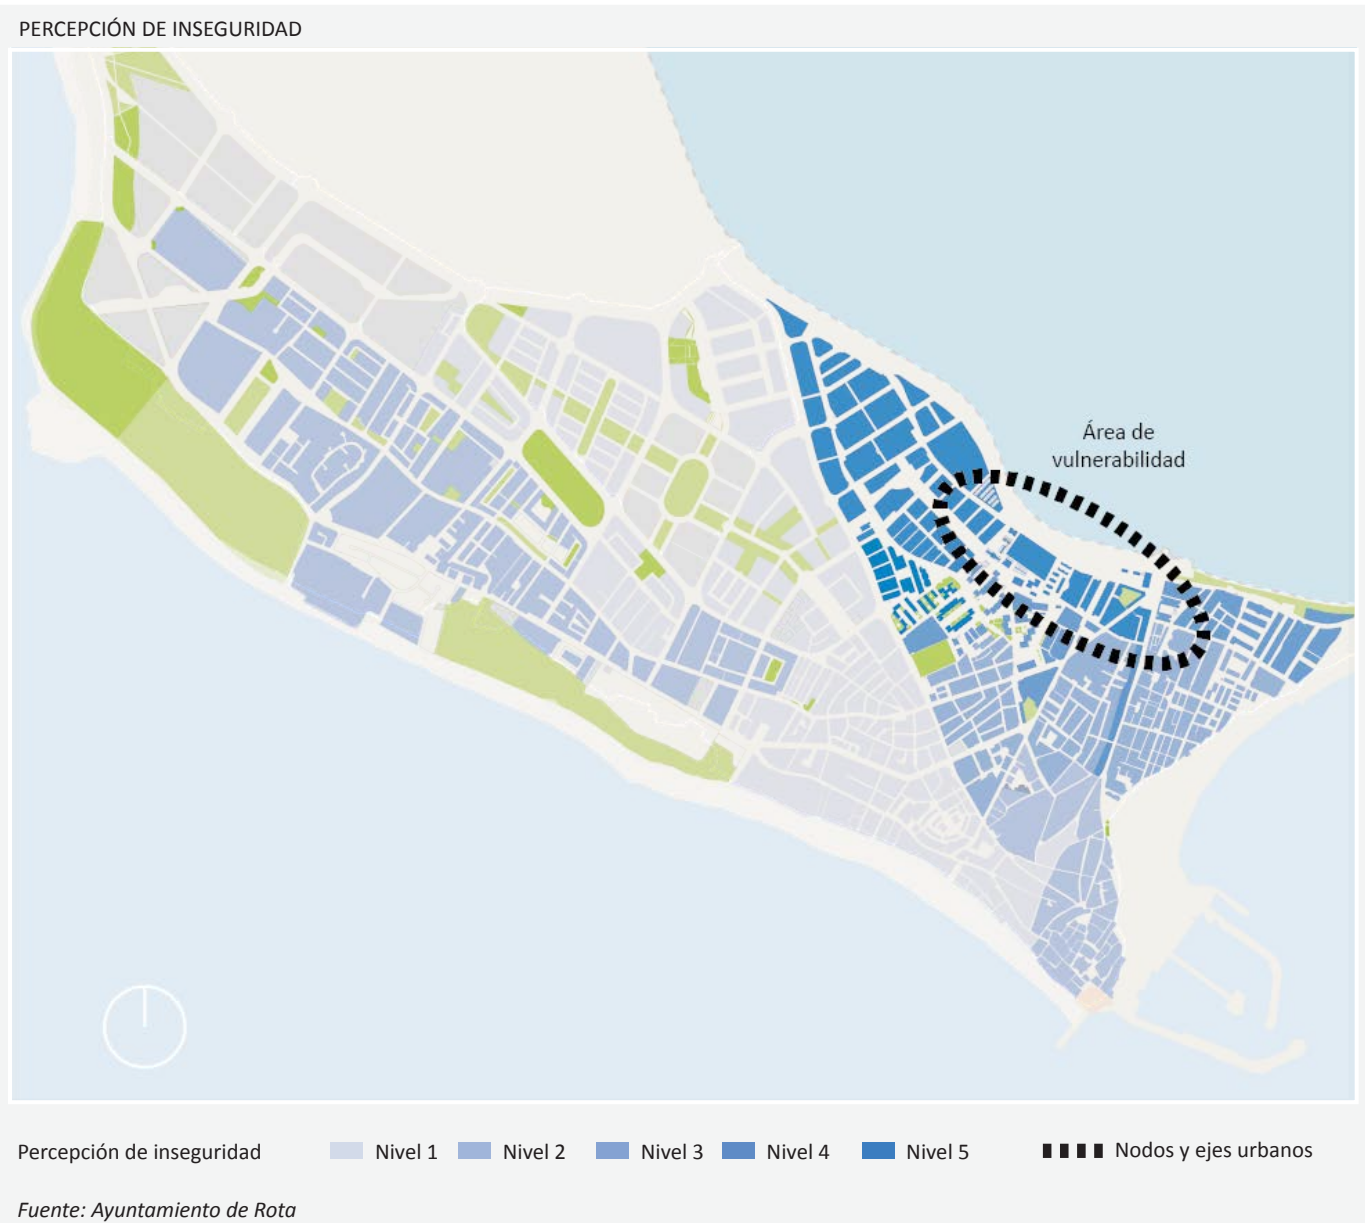 PERCEPCIÓN DE INSEGURIDAD
Área de
vulnerabilidad
Percepción de inseguridad Nivel 1 Nivel 2 Nivel 3 Nivel 4 Nivel 5 Nodos y ejes urbanos
Fuente: Ayuntamiento de Rota